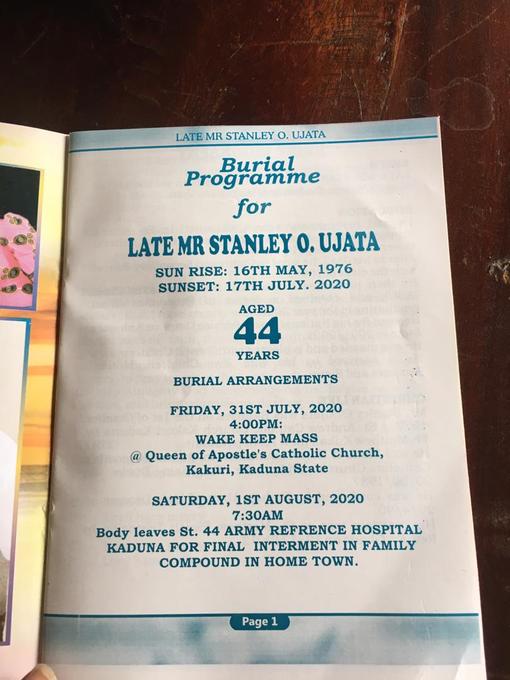 LATE MR STANLEY O. UJATA
Burial
Programme
for
LATE MR STANLEY O. UJATA
SUN RISE: 16TH MAY, 1976
SUNSET: 17TH JULY. 2020
AGED
44
YEARS
BURIAL ARRANGEMENTS
FRIDAY, 31ST JULY, 2020
4:00PM:
WAKE KEEP MASS
@ Queen of Apostle's Catholic Church,
Kakuri, Kaduna State
SATURDAY, 1ST AUGUST, 2020
7:30AM
Body leaves St. 44 ARMY REFRENCE HOSPITAL
KADUNA FOR FINAL INTERMENT IN FAMILY
COMPOUND IN HOME TOWN.
Page 1